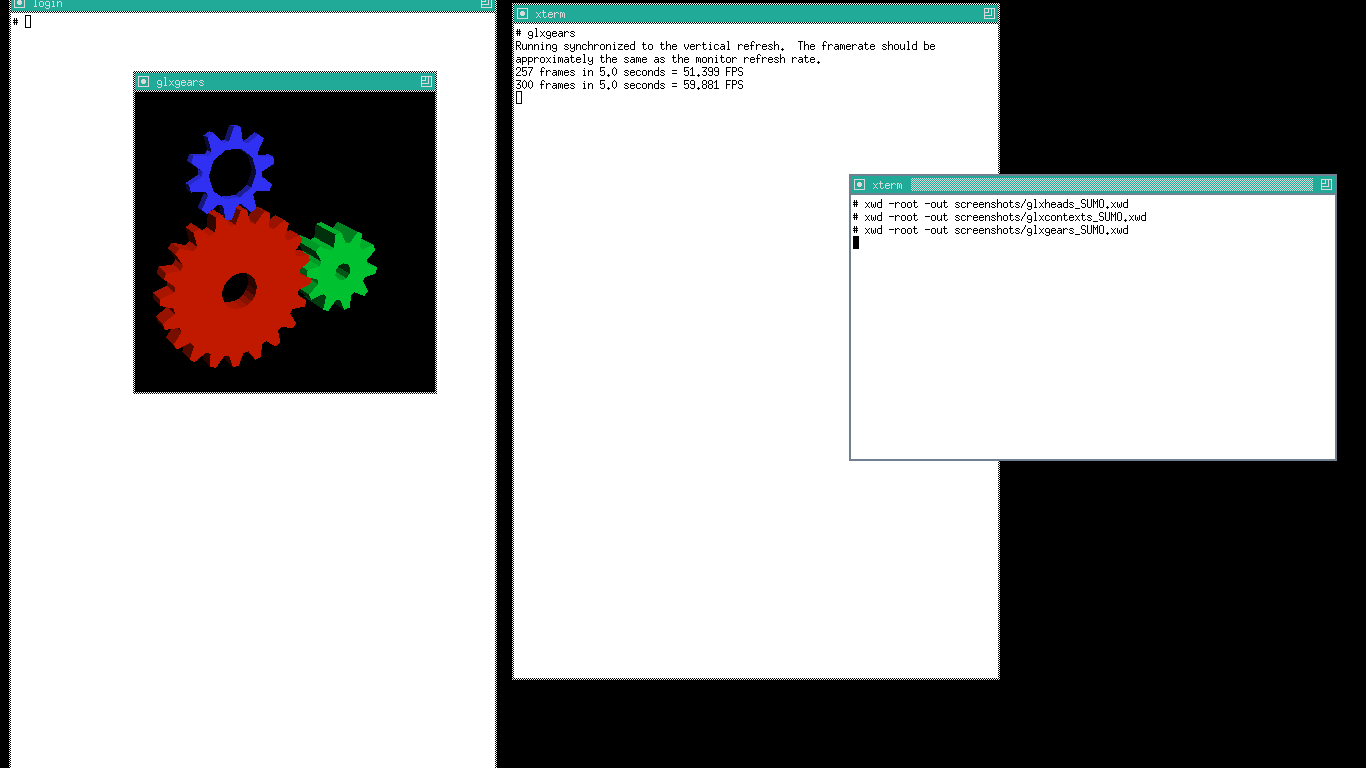 login
#
glxgears
xterm
# glxgears
Running synchronized to the vertical refresh.  The framerate should be
approximately the same as the monitor refresh rate.
257 frames in 5.0 seconds = 51.399 FPS
300 frames in 5.0 seconds = 59.881 FPS
xterm
# xwd -root -out screenshots/glxheads_SUMO.xwd
# xwd -root -out screenshots/glxcontexts_SUMO.xwd
# xwd -root -out screenshots/glxgears_SUMO.xwd